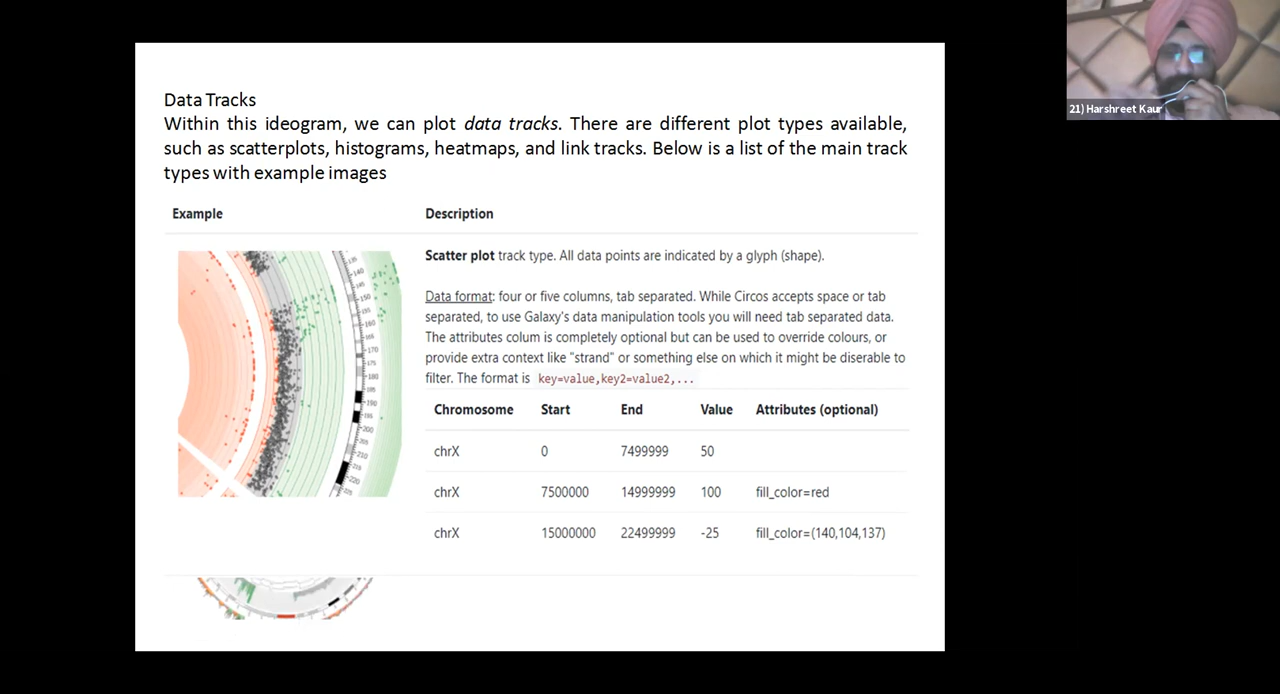 21) Harshreet Kaur
Data Tracks
Within this ideogram, we can plot data tracks. There are different plot types available,
such as scatterplots, histograms, heatmaps, and link tracks. Below is a list of the main track
types with example images
Example Description
Scatter plot track type. All data points are indicated by a glyph (shape).
Data format: four or five columns, tab separated. While Circos accepts space or tab
separated, to use Galaxy's data manipulation tools you will need tab separated data.
The attributes colum is completely optional but can be used to override colours, or
provide extra context like "strand" or something else on which it might be diserable to
filter. The format is key=value,key2=value2,...
Chromosome Start End Value Attributes (optional)
chrX 0 7499999 50
chrX 7500000 14999999 100 fill_color=red
chrX 15000000 22499999 -25 fill_color=(140,104,137)